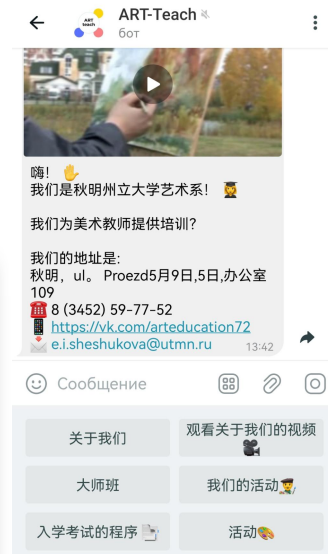 ART-Teach
бот
ART
teach
嗨！ ✋
我们是秋明州立大学艺术系！ 👩‍🎓
我们为美术教师提供培训？
我们的地址是:
秋明，ul。 Proezd5月9日,5日,办公室
109
☎️ 8 (3452) 59-77-52
📱 https://vk.com/arteducation72
📩 e.i.sheshukova@utmn.ru
13:42
Сообщение
关于我们
观看关于我们的视频
🎥
大师班
我们的活动👨‍🎓
入学考试的程序📑
活动🎨